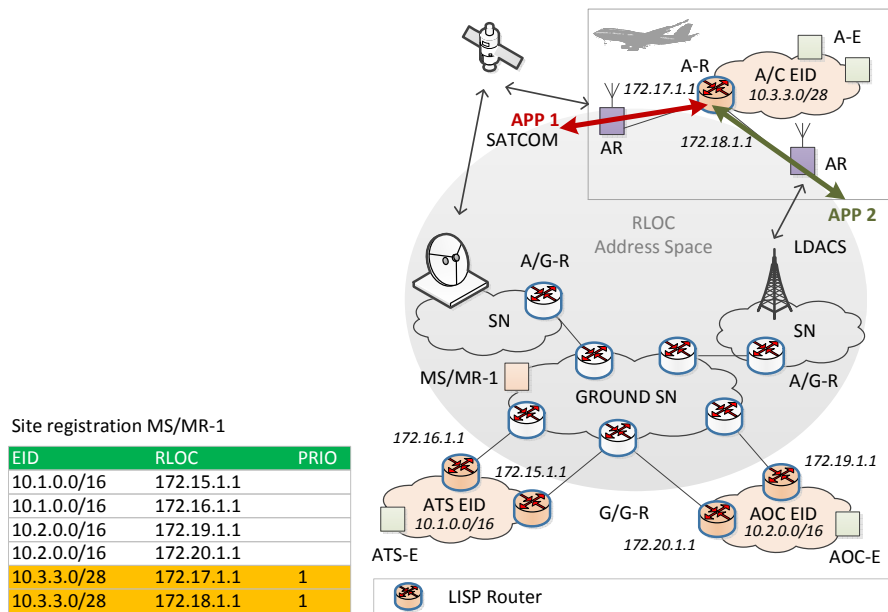 A-E
A-R
A/C EID
10.3.3.0/28
172.17.1.1
APP 1
SATCOM
AR
172.18.1.1
AR
APP 2
RLOC
Address Space
LDACS
A/G-R
SN
SN
A/G-R
MS/MR-1
GROUND SN
172.16.1.1
172.15.1.1
172.19.1.1
ATS EID
10.1.0.0/16
G/G-R
AOC EID
10.2.0.0/16
172.20.1.1
ATS-E
AOC-E
LISP Router
Site registration MS/MR-1
EID RLOC PRIO
10.1.0.0/16 172.15.1.1
10.1.0.0/16 172.16.1.1
10.2.0.0/16 172.19.1.1
10.2.0.0/16 172.20.1.1
10.3.3.0/28 172.17.1.1 1
10.3.3.0/28 172.18.1.1 1